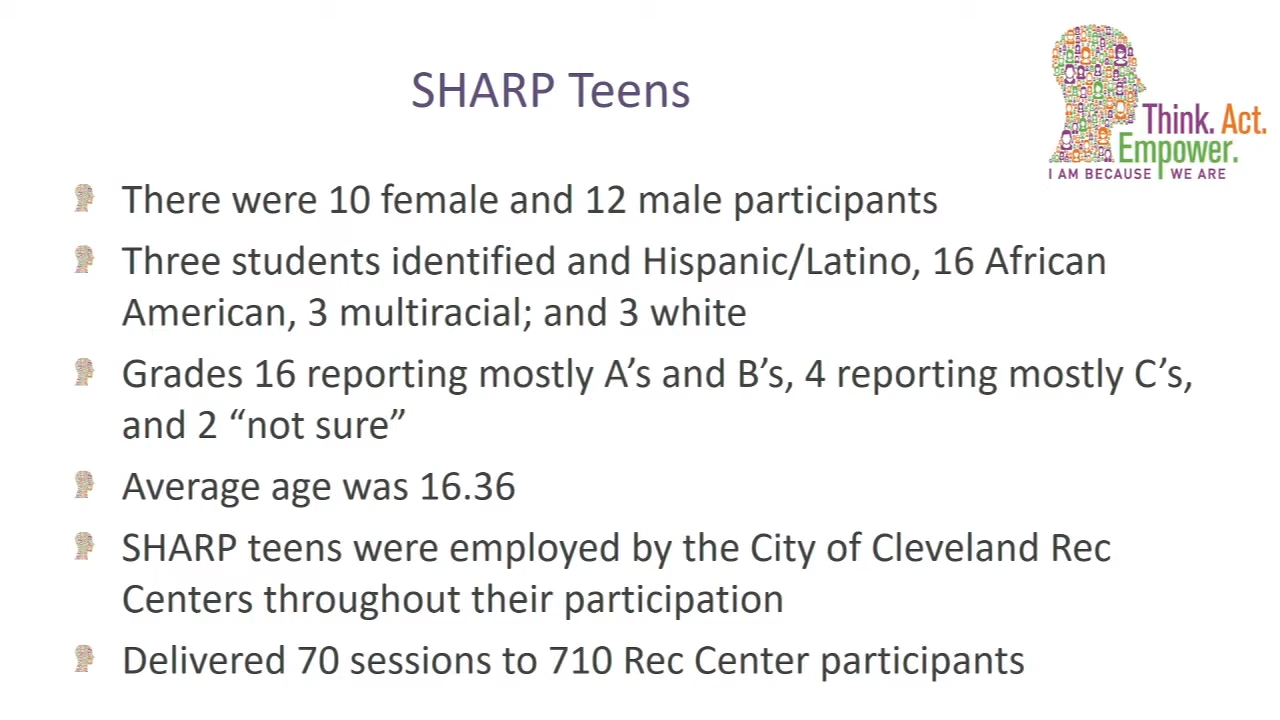 SHARP Teens
Think. Act.
Empower.
I AM BECAUSE WE ARE
There were 10 female and 12 male participants
Three students identified and Hispanic/Latino, 16 African
American, 3 multiracial; and 3 white
Grades 16 reporting mostly A’s and B’s, 4 reporting mostly C’s,
and 2 “not sure”
Average age was 16.36
SHARP teens were employed by the City of Cleveland Rec
Centers throughout their participation
Delivered 70 sessions to 710 Rec Center participants